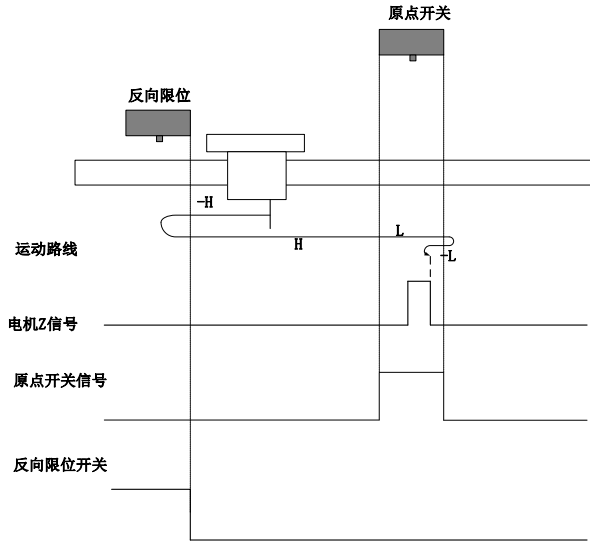 原点开关
反向限位
-H
L
H
-L
运动路线
电机Z信号
原点开关信号
反向限位开关